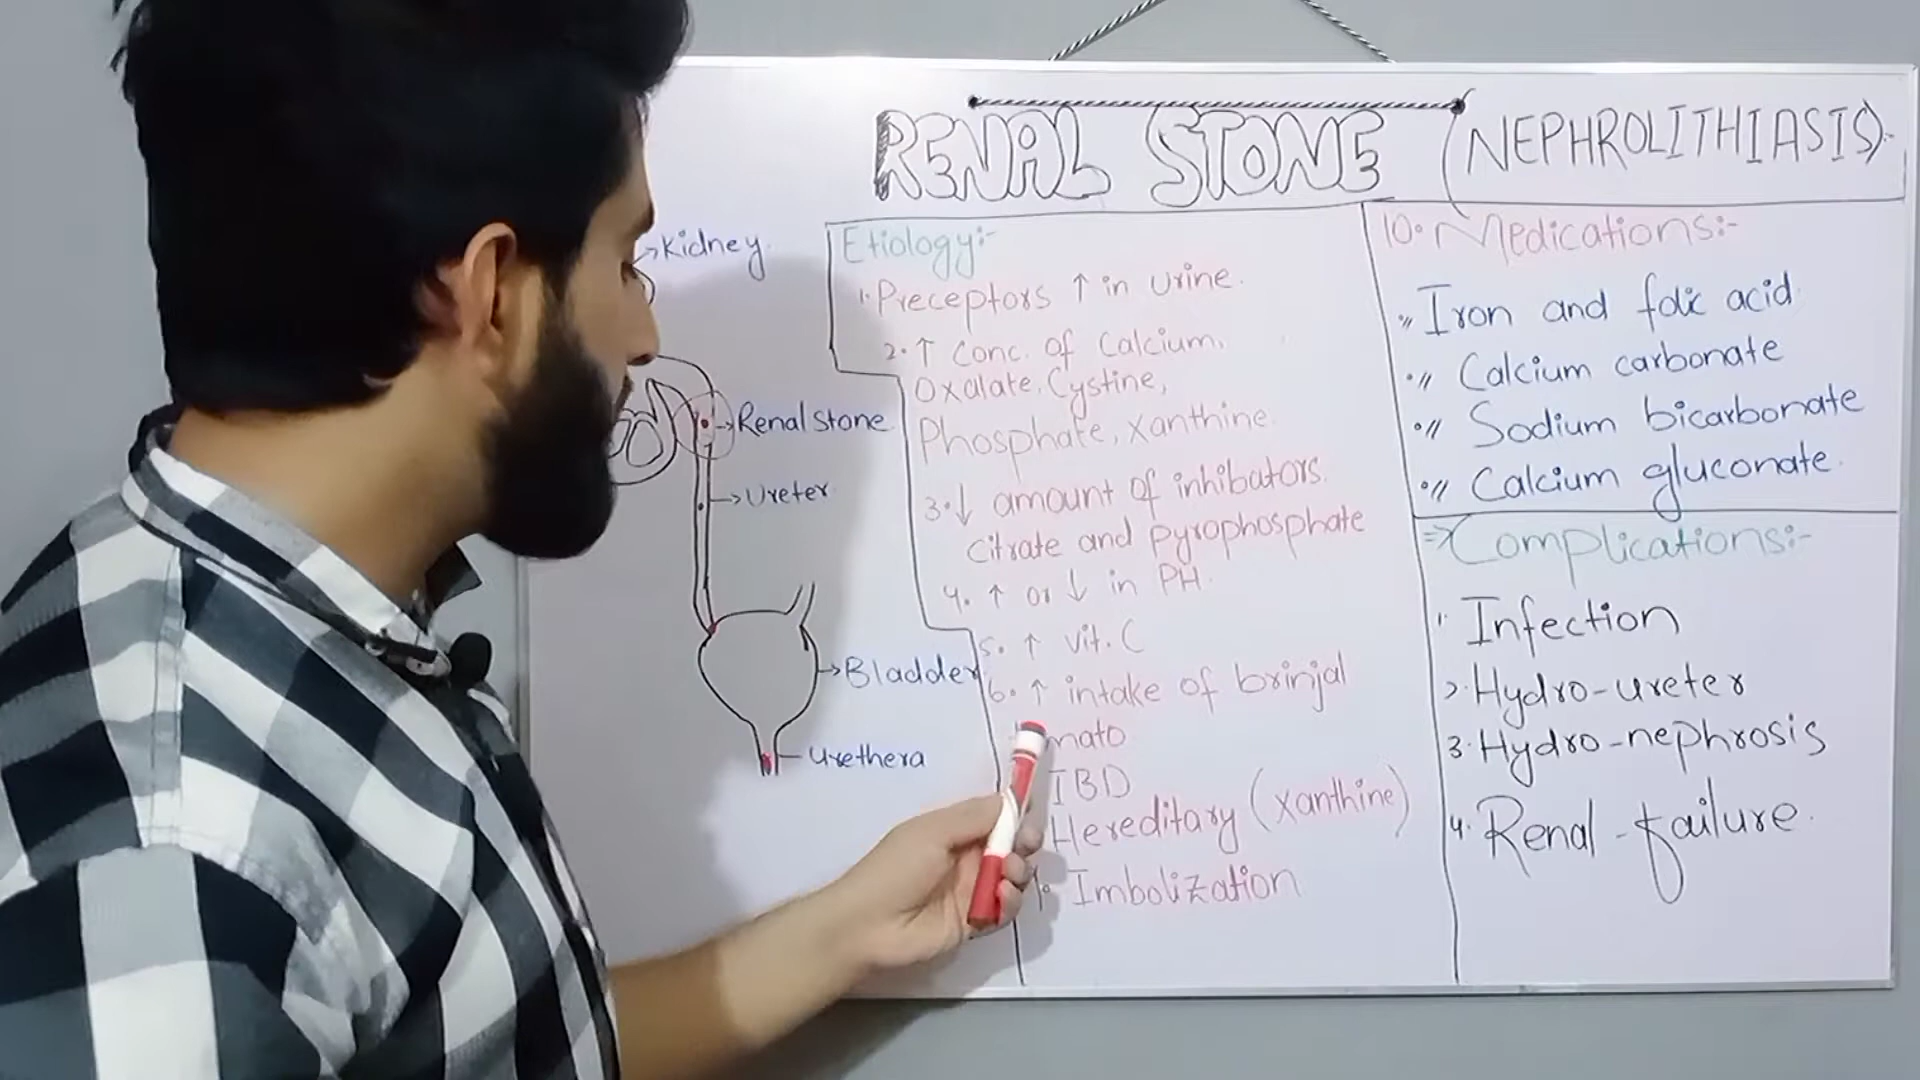 RENAL STONE (NEPHROLITHIASIS):-
Kidney
Renal stone
Ureter
Bladder
Urethera
Etiology:-
1. Preceptors ↑ in urine.
2. ↑ Conc. of Calcium,
Oxalate, Cystine,
Phosphate, Xanthine.
3. ↓ amount of inhibators.
Citrate and pyrophosphate
4. ↑ or ↓ in PH.
5. ↑ vit. C
6. ↑ intake of brinjal
IBD
Hereditary (Xanthine)
Imbolization
10. Medications:-
Iron and folic acid
Calcium carbonate
Sodium bicarbonate
Calcium gluconate.
⇒ Complications:-
1. Infection
2. Hydro-ureter
3. Hydro-nephrosis
4. Renal-failure.